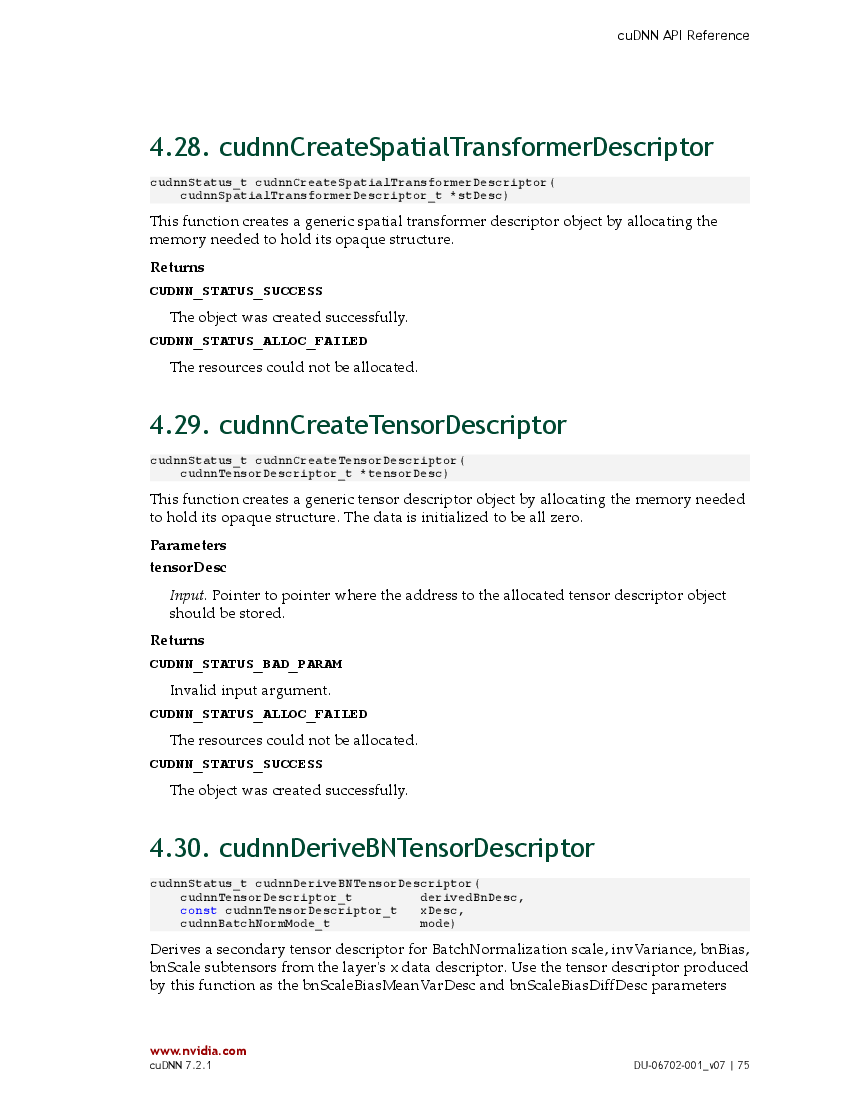 cuDNN API Reference
4.28. cudnnCreateSpatialTransformerDescriptor
cudnnStatus_t cudnnCreateSpatialTransformerDescriptor(
    cudnnSpatialTransformerDescriptor_t *stDesc)
This function creates a generic spatial transformer descriptor object by allocating the
memory needed to hold its opaque structure.
Returns
CUDNN_STATUS_SUCCESS
The object was created successfully.
CUDNN_STATUS_ALLOC_FAILED
The resources could not be allocated.
4.29. cudnnCreateTensorDescriptor
cudnnStatus_t cudnnCreateTensorDescriptor(
    cudnnTensorDescriptor_t *tensorDesc)
This function creates a generic tensor descriptor object by allocating the memory needed
to hold its opaque structure. The data is initialized to be all zero.
Parameters
tensorDesc
Input. Pointer to pointer where the address to the allocated tensor descriptor object
should be stored.
Returns
CUDNN_STATUS_BAD_PARAM
Invalid input argument.
CUDNN_STATUS_ALLOC_FAILED
The resources could not be allocated.
CUDNN_STATUS_SUCCESS
The object was created successfully.
4.30. cudnnDeriveBNTensorDescriptor
cudnnStatus_t cudnnDeriveBNTensorDescriptor(
    cudnnTensorDescriptor_t         derivedBnDesc,
    const cudnnTensorDescriptor_t   xDesc,
    cudnnBatchNormMode_t            mode)
Derives a secondary tensor descriptor for BatchNormalization scale, invVariance, bnBias,
bnScale subtensors from the layer's x data descriptor. Use the tensor descriptor produced
by this function as the bnScaleBiasMeanVarDesc and bnScaleBiasDiffDesc parameters
www.nvidia.com
cuDNN 7.2.1 DU-06702-001_v07 | 75